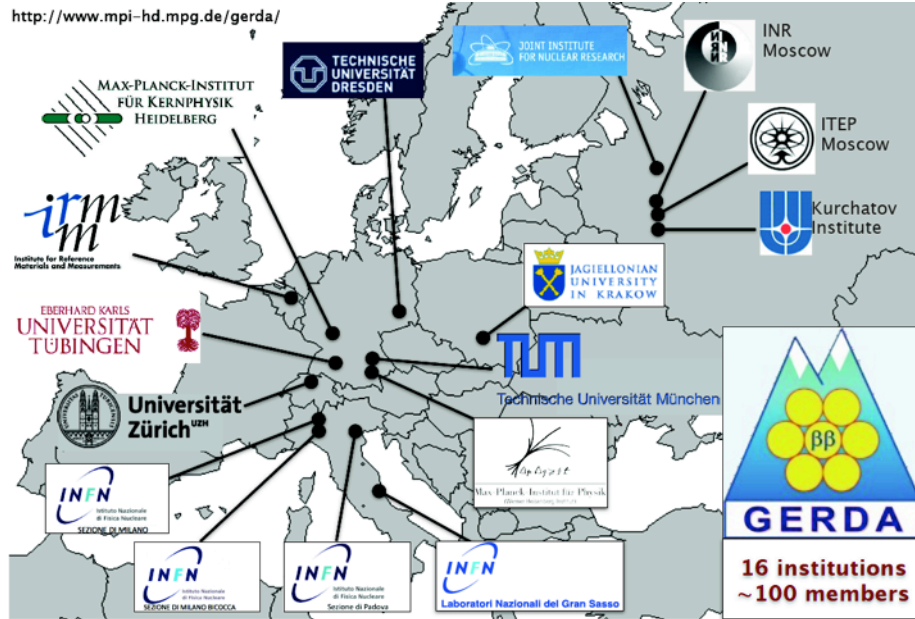 http://www.mpi-hd.mpg.de/gerda/
TECHNISCHE
UNIVERSITÄT
DRESDEN
JOINT INSTITUTE
FOR NUCLEAR RESEARCH
INR
Moscow
MAX-PLANCK-INSTITUT
FÜR KERNPHYSIK
HEIDELBERG
ITEP
Moscow
irmm
Institute for Reference
Materials and Measurements
Kurchatov
Institute
JAGIELLONIAN
UNIVERSITY
IN KRAKOW
EBERHARD KARLS
UNIVERSITÄT
TÜBINGEN
TUM
Technische Universität München
Universität
Zürich UZH
Max-Planck-Institut für Physik
INFN
Istituto Nazionale
di Fisica Nucleare
SEZIONE DI MILANO
INFN
Istituto Nazionale
di Fisica Nucleare
SEZIONE DI MILANO BICOCCA
INFN
Istituto Nazionale
di Fisica Nucleare
Sezione di Padova
INFN
Laboratori Nazionali del Gran Sasso
ββ
GERDA
16 institutions
~100 members